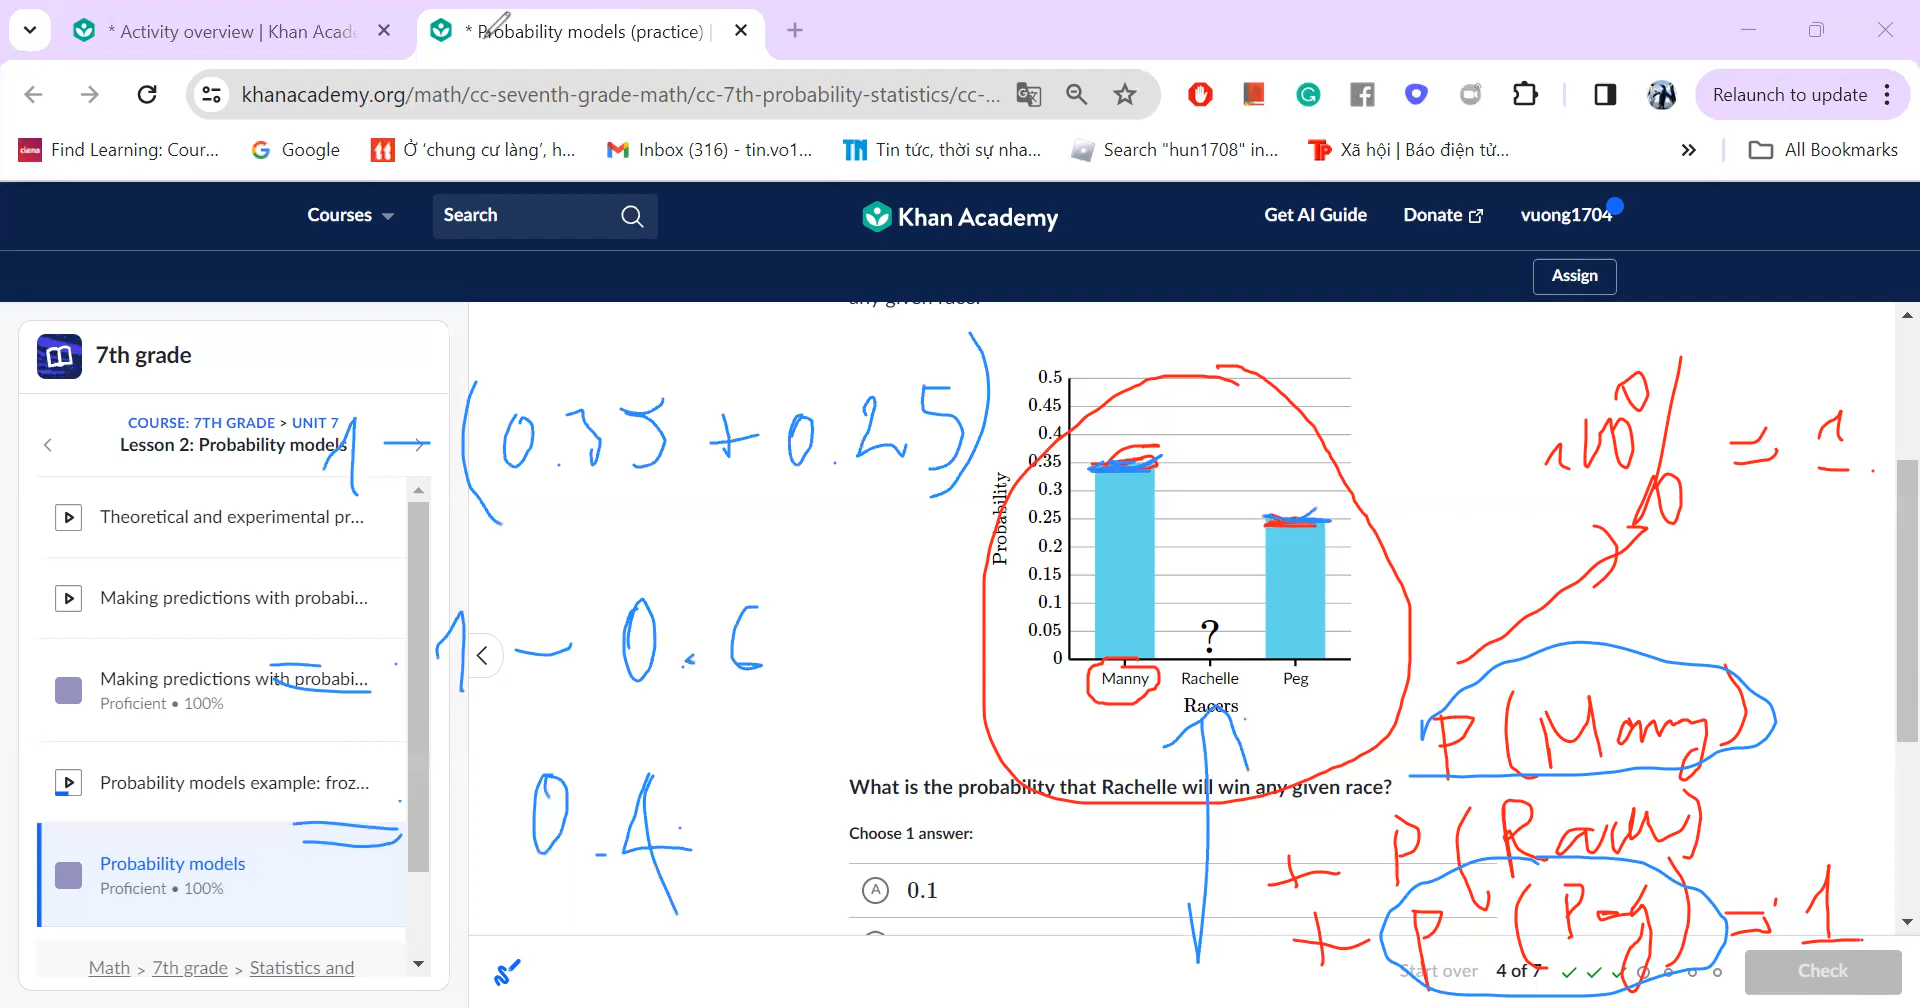 * Activity overview | Khan Acade
* Probability models (practice) |
khanacademy.org/math/cc-seventh-grade-math/cc-7th-probability-statistics/cc-...
Relaunch to update
ciena
Find Learning: Cour...
Google
Ở 'chung cư làng', h...
Inbox (316) - tin.vo1...
TN
Tin tức, thời sự nha...
Search "hun1708" in...
Xã hội | Báo điện tử...
All Bookmarks
Courses
Search
Khan Academy
Get AI Guide
Donate
vuong1704
Assign
any given race.
7th grade
COURSE: 7TH GRADE > UNIT 7
Lesson 2: Probability models
Theoretical and experimental pr...
Making predictions with probabi...
Making predictions with probabi...
Proficient • 100%
Probability models example: froz...
Probability models
Proficient • 100%
Math > 7th grade > Statistics and
1 - (0.35 + 0.25)
= 1 - 0.6
= 0.4
0.5
0.45
0.4
0.35
0.3
0.25
0.2
0.15
0.1
0.05
0
Probability
?
Manny
Rachelle
Peg
Racers
100% = 1
What is the probability that Rachelle will win any given race?
Choose 1 answer:
A 0.1
P(Manny)
+ P(
+ P(Peg) = 1
Start over
4 of 7
Check